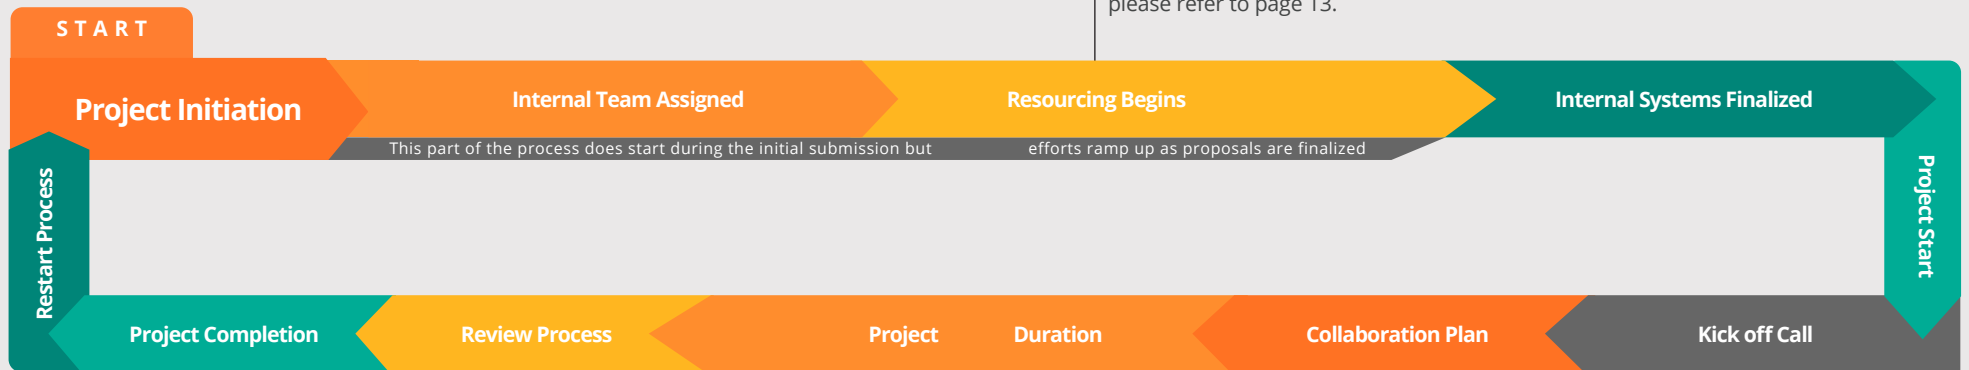 please refer to page 13.
START
Project Initiation
Internal Team Assigned
Resourcing Begins
Internal Systems Finalized
This part of the process does start during the initial submission but efforts ramp up as proposals are finalized
Project Start
Kick off Call
Collaboration Plan
Project Duration
Review Process
Project Completion
Restart Process